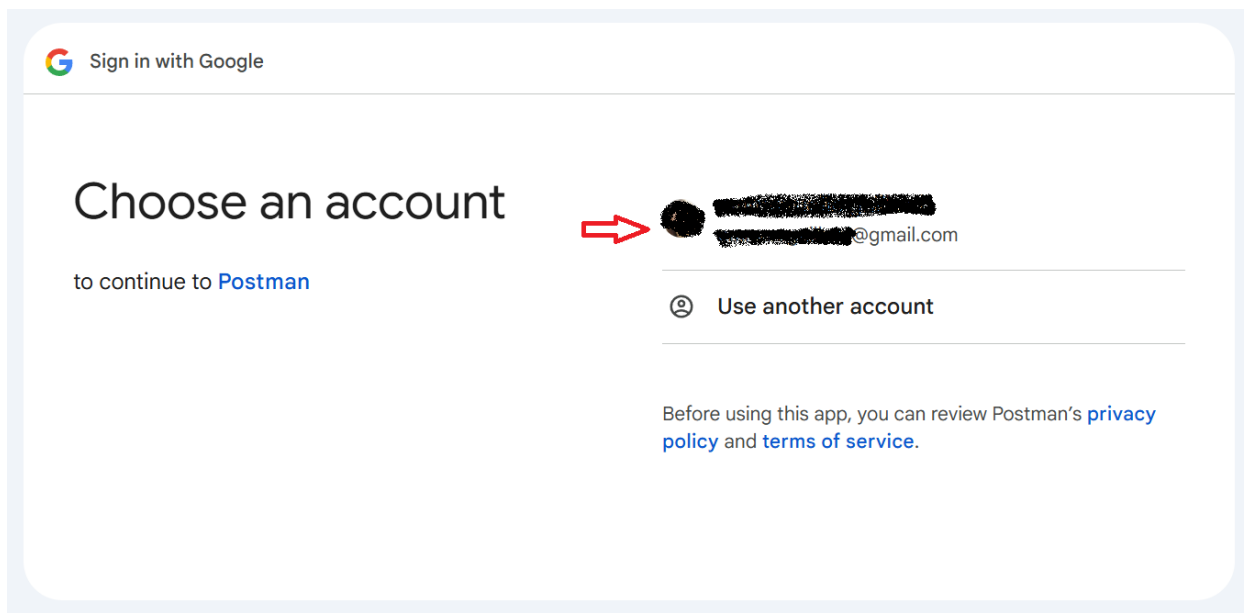 Sign in with Google
Choose an account
to continue to Postman
@gmail.com
Use another account
Before using this app, you can review Postman’s privacy
policy and terms of service.